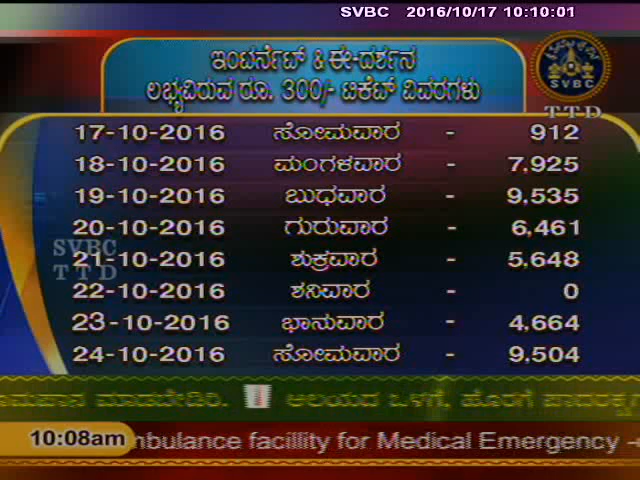 SVBC 2016/10/17 10:10:01
ಇಂಟರ್ನೆಟ್ & ಈ-ದರ್ಶನ
ಲಭ್ಯವಿರುವ ರೂ. 300/- ಟಿಕೆಟ್ ವಿವರಗಳು
SVBC
TTD
17-10-2016 ಸೋಮವಾರ - 912
18-10-2016 ಮಂಗಳವಾರ - 7,925
19-10-2016 ಬುಧವಾರ - 9,535
20-10-2016 ಗುರುವಾರ - 6,461
SVBC
TTD
21-10-2016 ಶುಕ್ರವಾರ - 5,648
22-10-2016 ಶನಿವಾರ - 0
23-10-2016 ಭಾನುವಾರ - 4,664
24-10-2016 ಸೋಮವಾರ - 9,504
ಮಾಡಬೇಡಿರಿ. ಆಲಯದ ಒಳಗೆ, ಹೊರಗೆ
10:08am mbulance facillity for Medical Emergency -